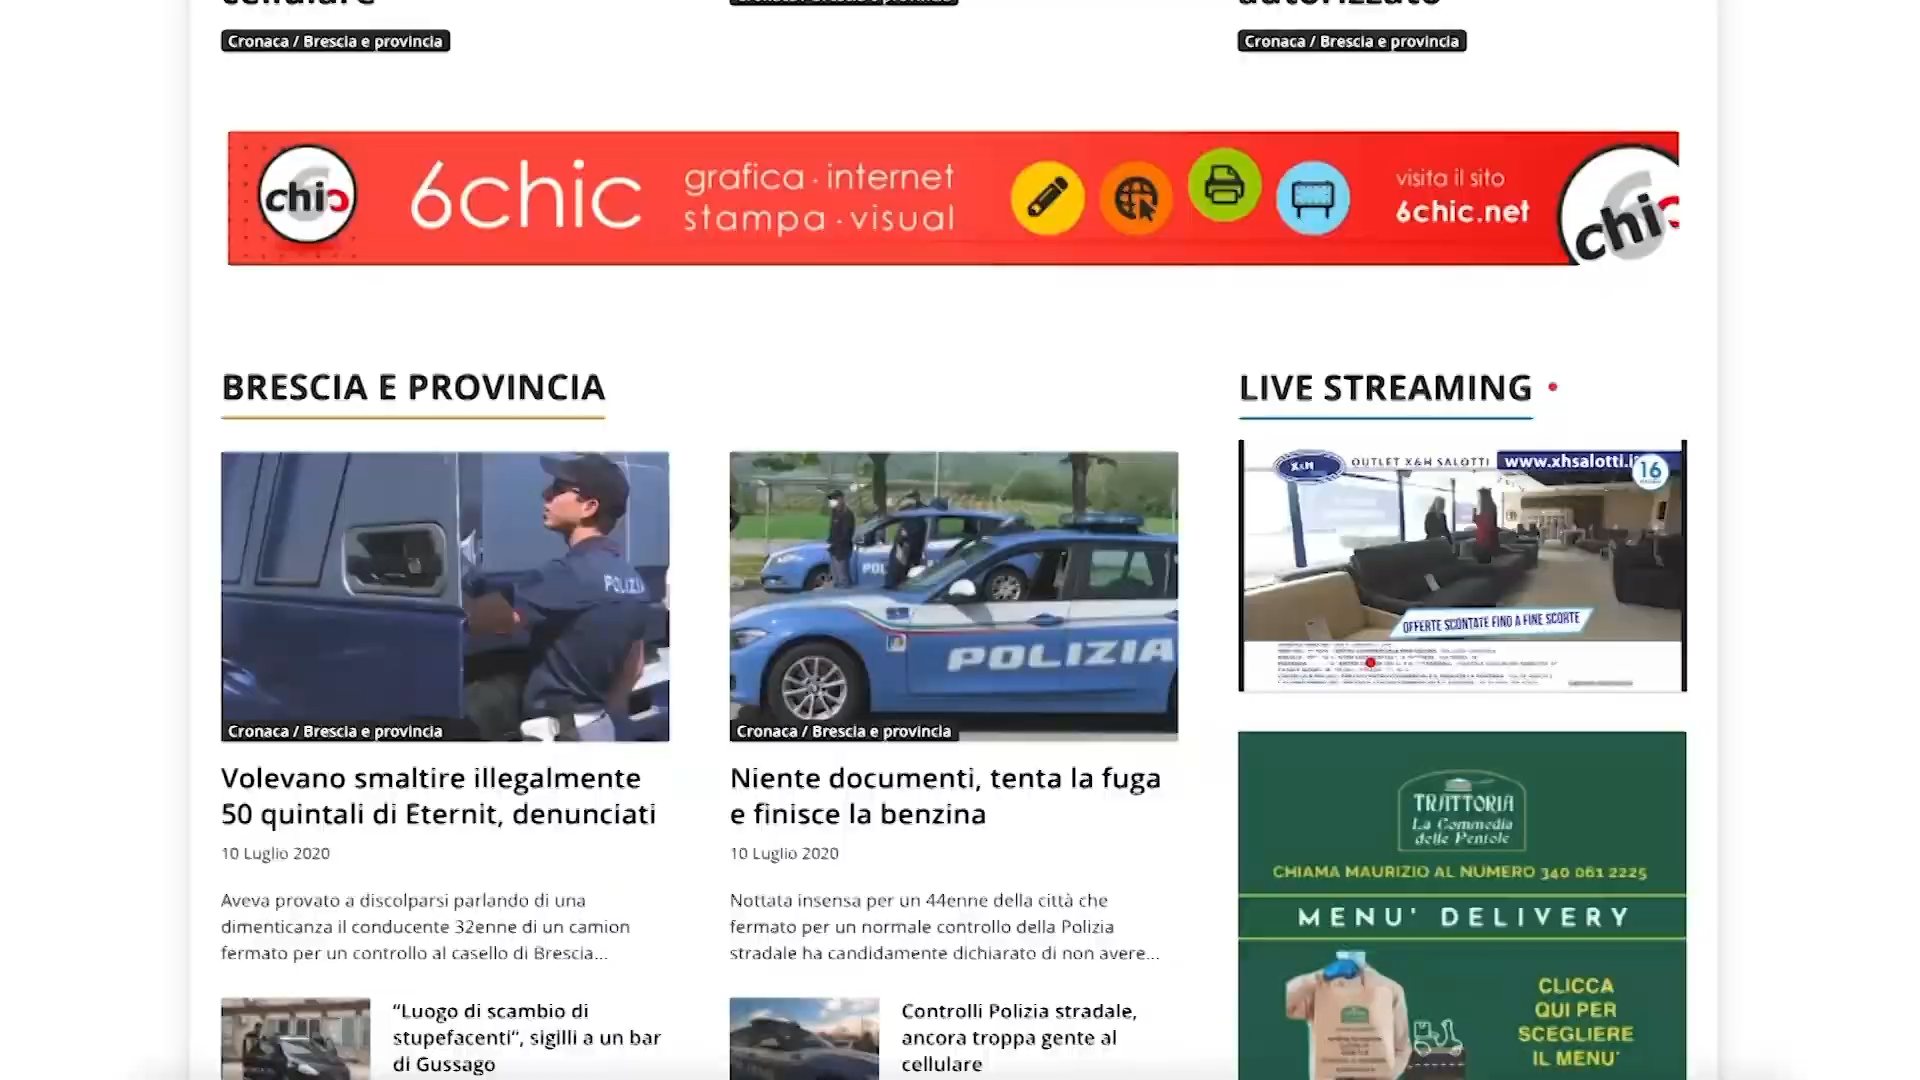 cellulare
autorizzato
Cronaca / Brescia e provincia
Cronaca / Brescia e provincia
Cronaca / Brescia e provincia
chic
6chic
grafica · internet
stampa · visual
visita il sito
6chic.net
chic
BRESCIA E PROVINCIA
LIVE STREAMING
POLIZIA
Cronaca / Brescia e provincia
Volevano smaltire illegalmente
50 quintali di Eternit, denunciati
10 Luglio 2020
Aveva provato a discolparsi parlando di una
dimenticanza il conducente 32enne di un camion
fermato per un controllo al casello di Brescia...
“Luogo di scambio di
stupefacenti”, sigilli a un bar
di Gussago
POL
POLIZIA
Cronaca / Brescia e provincia
Niente documenti, tenta la fuga
e finisce la benzina
10 Luglio 2020
Nottata insensa per un 44enne della città che
fermato per un normale controllo della Polizia
stradale ha candidamente dichiarato di non avere...
Controlli Polizia stradale,
ancora troppa gente al
cellulare
X&H
OUTLET X&H SALOTTI
www.xhsalotti.i
16
OFFERTE SCONTATE FINO A FINE SCORTE
TRATTORIA
La Commedia
delle Pentole
CHIAMA MAURIZIO AL NUMERO 340 061 2225
MENU' DELIVERY
CLICCA
QUI PER
SCEGLIERE
IL MENU'